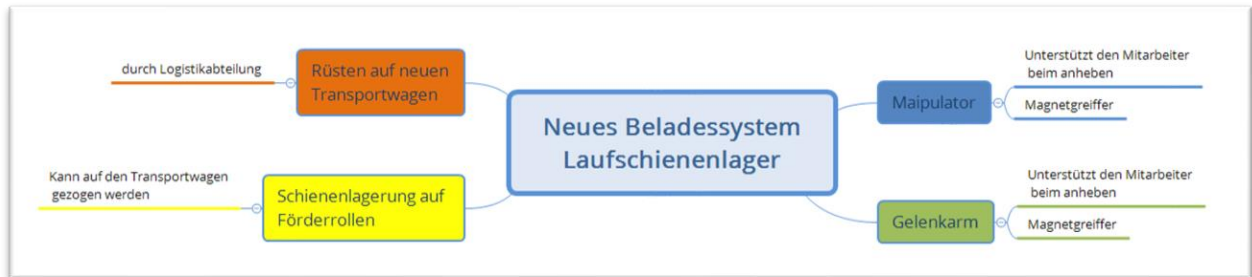 Neues Beladessystem
Laufschienenlager
Rüsten auf neuen
Transportwagen
durch Logistikabteilung
Schienenlagerung auf
Förderrollen
Kann auf den Transportwagen
gezogen werden
Maipulator
Unterstützt den Mitarbeiter
beim anheben
Magnetgreiffer
Gelenkarm
Unterstützt den Mitarbeiter
beim anheben
Magnetgreiffer